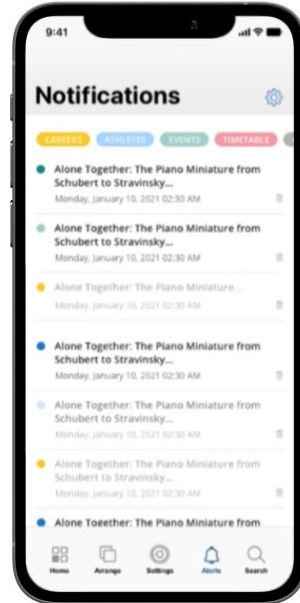 9:41
Notifications
CAREERS ATHLETES EVENTS TIMETABLE
Alone Together: The Piano Miniature from
Schubert to Stravinsky...
Monday, January 10, 2021 02:30 AM
Alone Together: The Piano Miniature from
Schubert to Stravinsky...
Monday, January 10, 2021 02:30 AM
Alone Together: The Piano Miniature...
Monday, January 10, 2021 02:30 AM
Alone Together: The Piano Miniature from
Schubert to Stravinsky...
Monday, January 10, 2021 02:30 AM
Alone Together: The Piano Miniature from
Schubert to Stravinsky...
Monday, January 10, 2021 02:30 AM
Alone Together: The Piano Miniature from
Schubert to Stravinsky...
Monday, January 10, 2021 02:30 AM
Alone Together: The Piano Miniature from
Home Arrange Settings Alerts Search